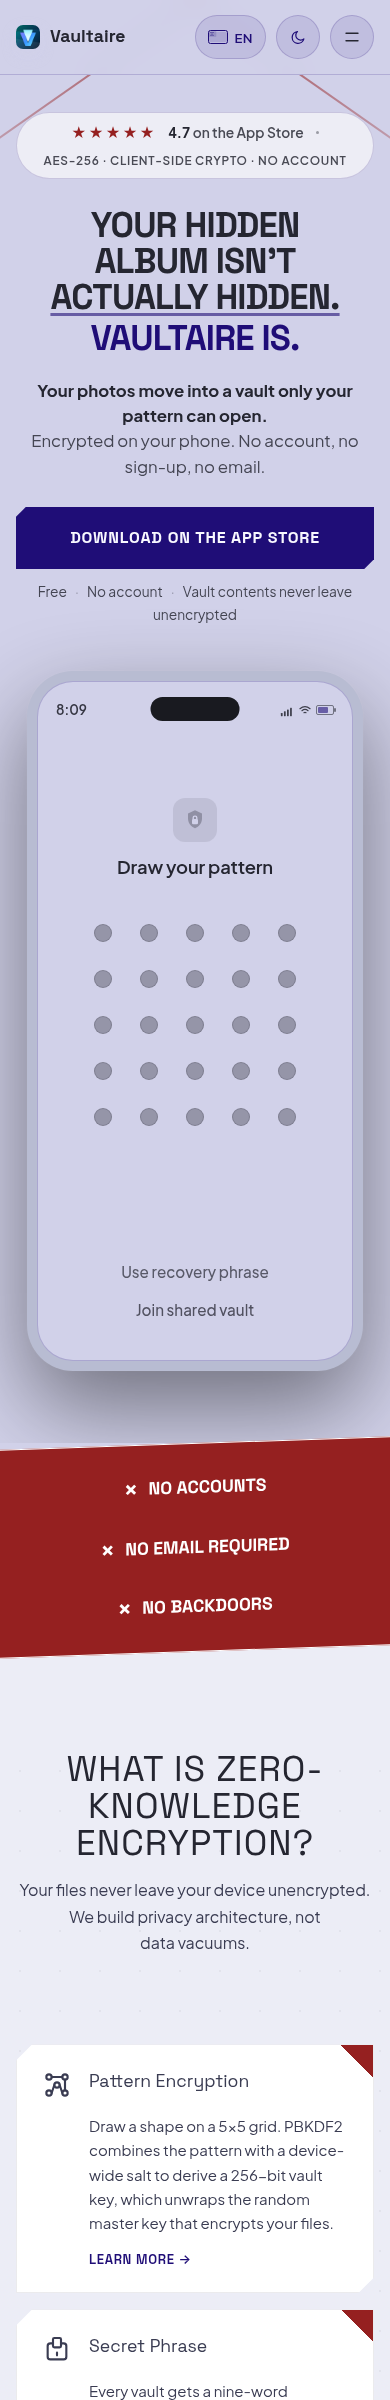 Vaultaire
EN
★★★★★ 4.7 on the App Store •
AES-256 · CLIENT-SIDE CRYPTO · NO ACCOUNT
YOUR HIDDEN
ALBUM ISN’T
ACTUALLY HIDDEN.
VAULTAIRE IS.
Your photos move into a vault only your
pattern can open.
Encrypted on your phone. No account, no
sign-up, no email.
DOWNLOAD ON THE APP STORE
Free · No account · Vault contents never leave
unencrypted
8:09
Draw your pattern
Use recovery phrase
Join shared vault
× NO ACCOUNTS
× NO EMAIL REQUIRED
× NO BACKDOORS
WHAT IS ZERO-
KNOWLEDGE
ENCRYPTION?
Your files never leave your device unencrypted.
We build privacy architecture, not
data vacuums.
Pattern Encryption
Draw a shape on a 5×5 grid. PBKDF2
combines the pattern with a device-
wide salt to derive a 256-bit vault
key, which unwraps the random
master key that encrypts your files.
LEARN MORE →
Secret Phrase
Every vault gets a nine-word